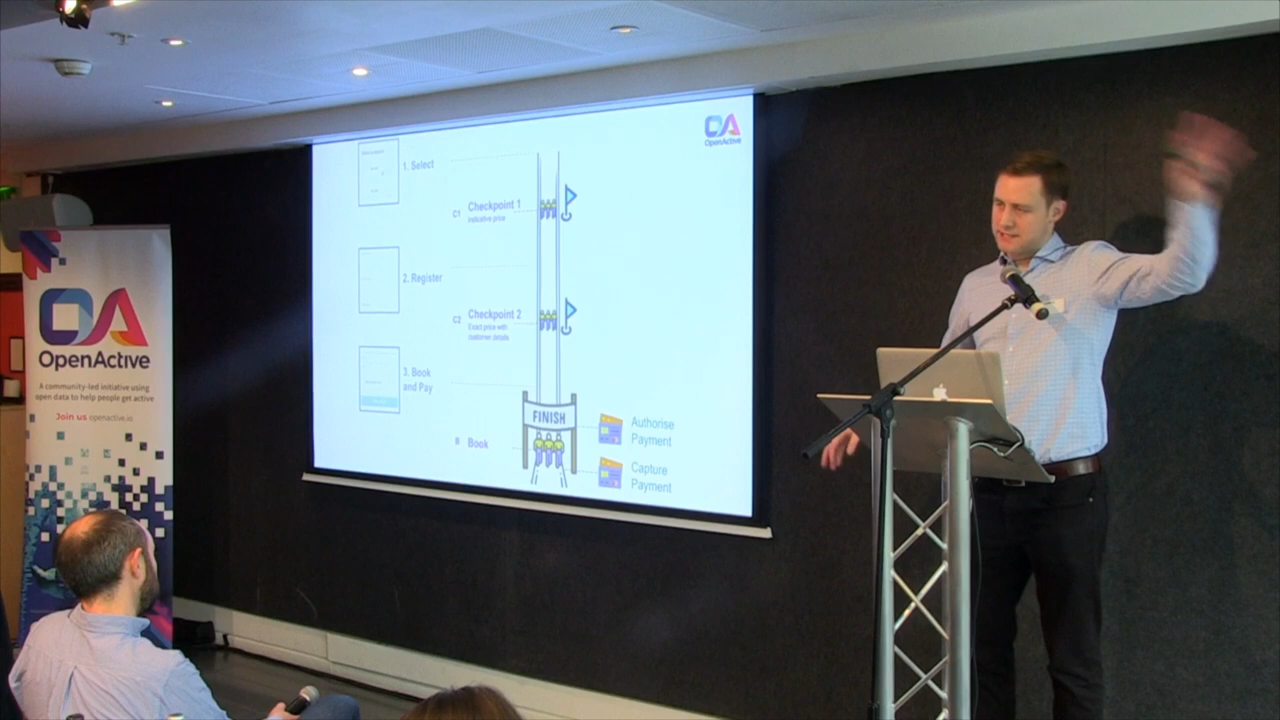 OpenActive
A community-led initiative using
open data to help people get active
Join us openactive.io
OpenActive
1. Select
C1
Checkpoint 1
Indicative price
2. Register
C2
Checkpoint 2
Exact price with
customer details
3. Book
and Pay
FINISH
B
Book
Authorise
Payment
Capture
Payment